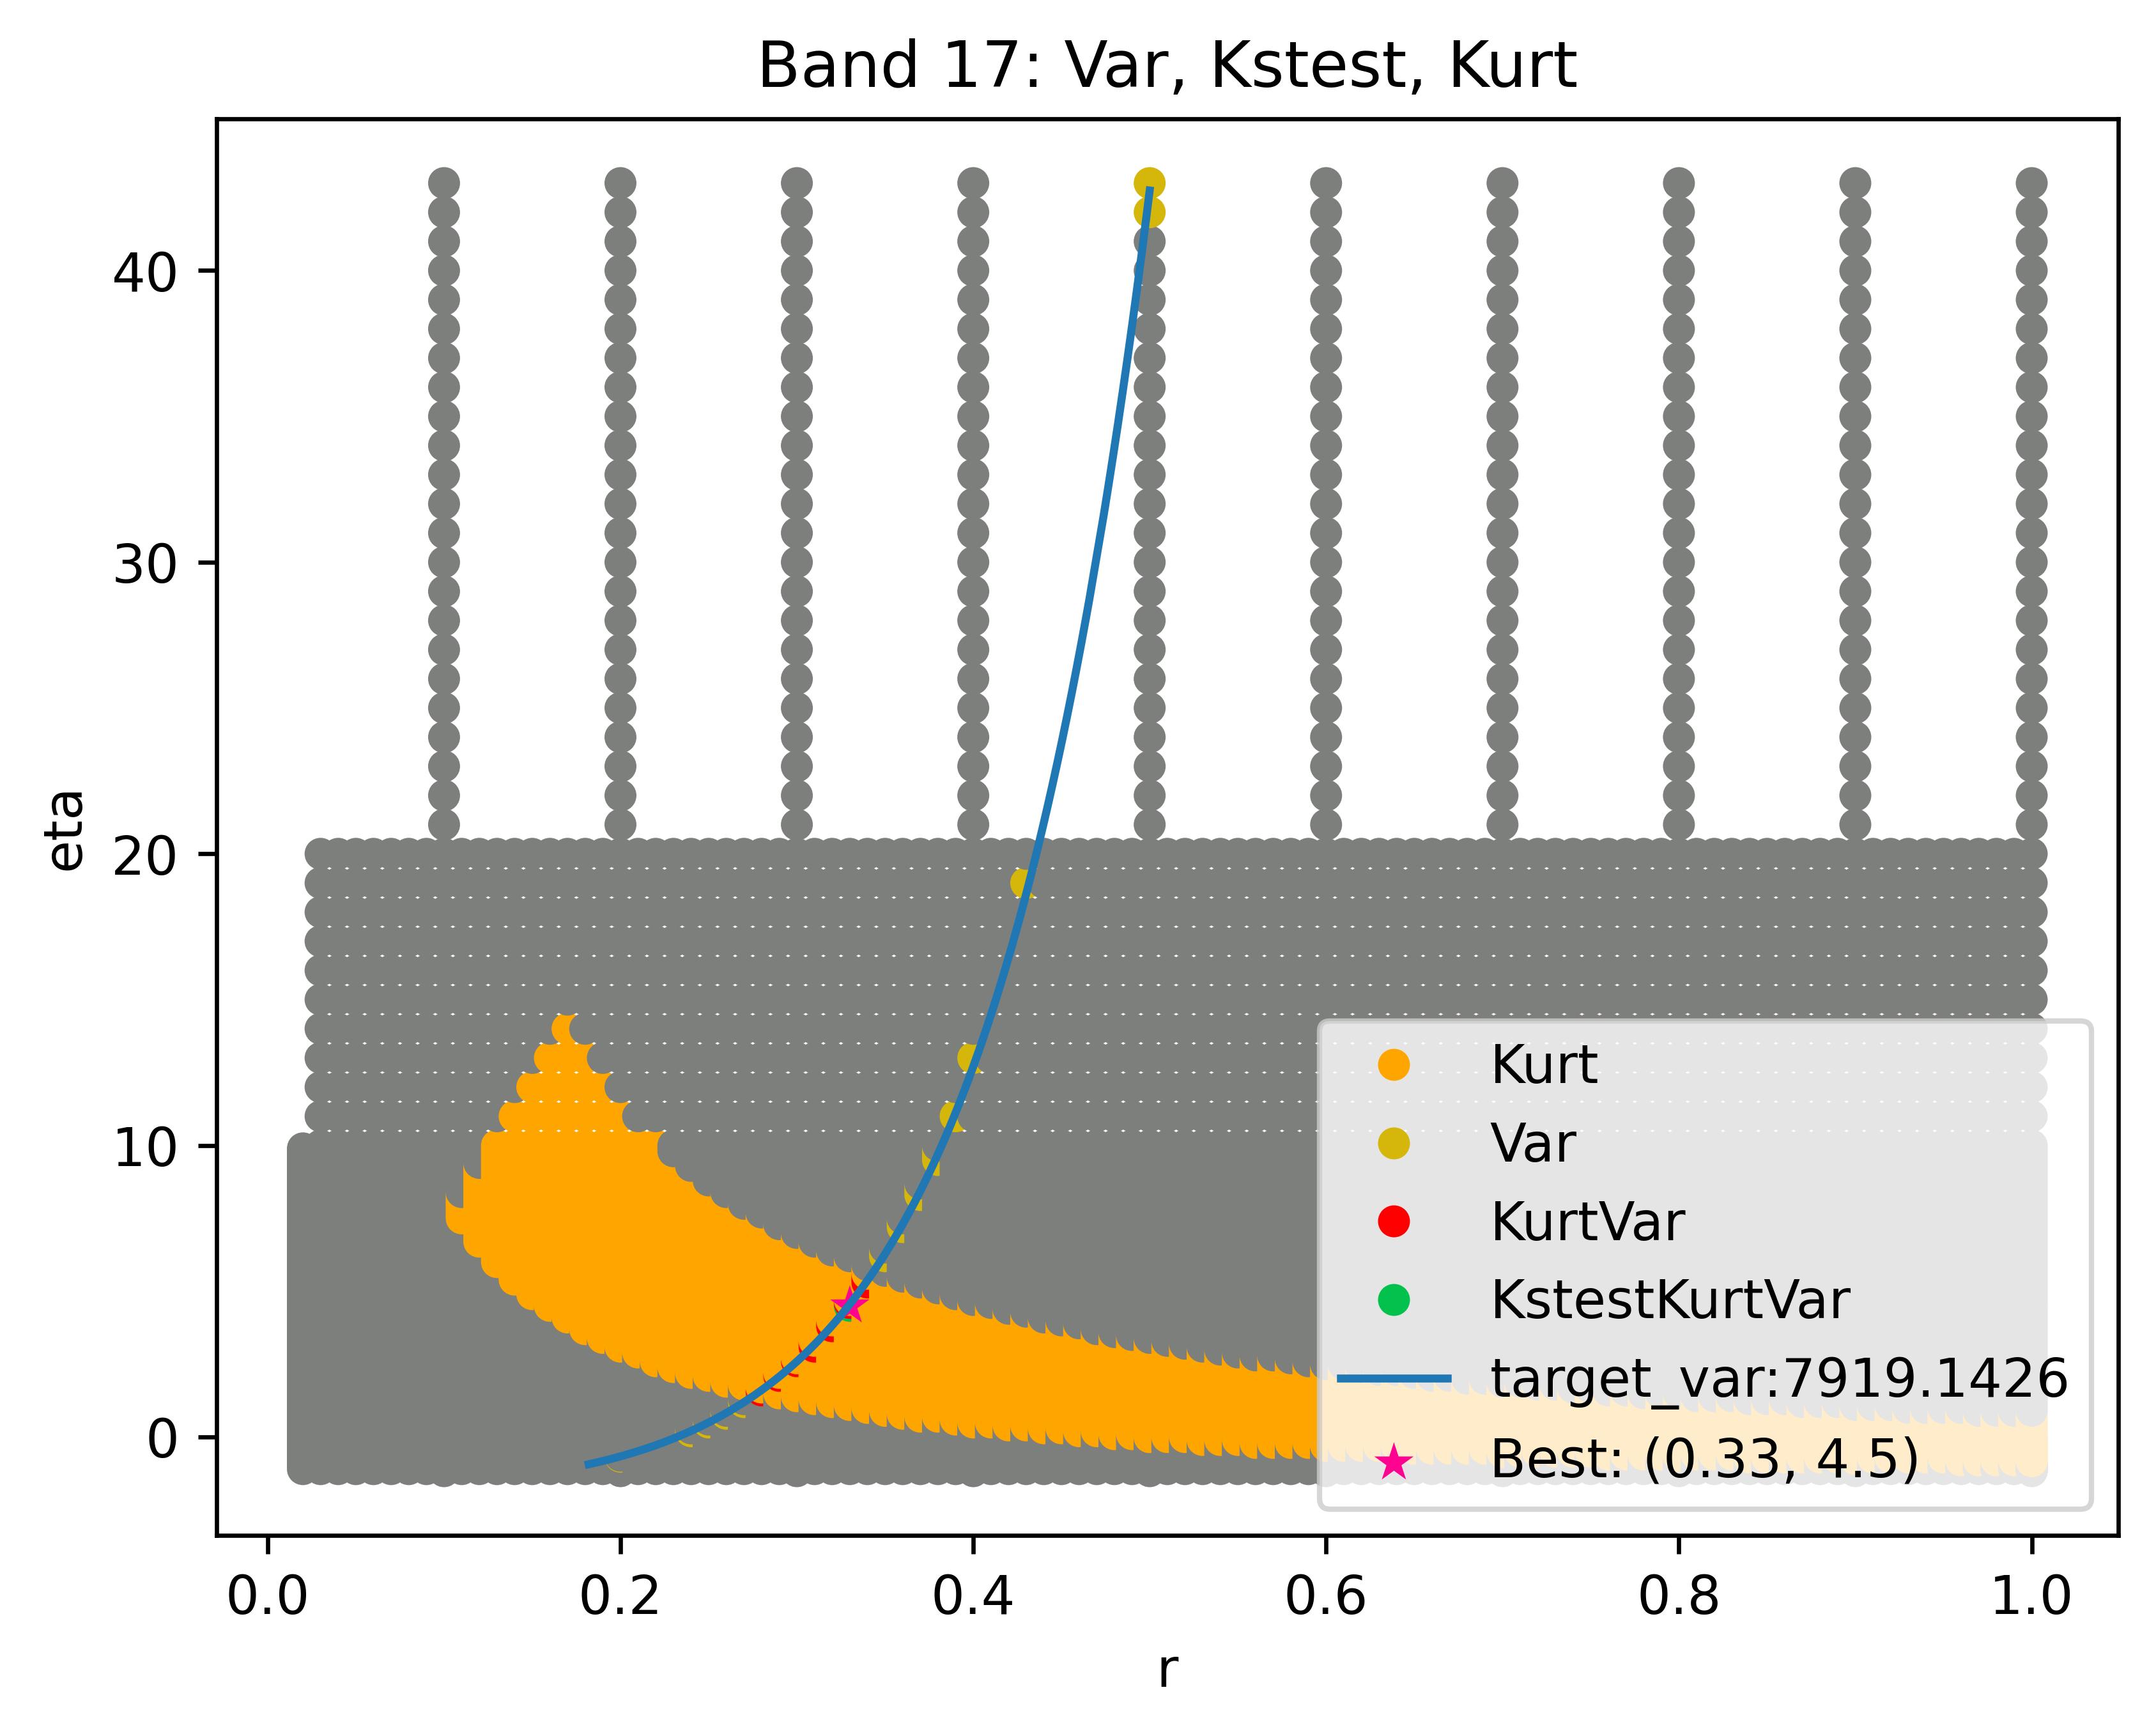 Band 17: Var, Kstest, Kurt
eta
40
30
20
10
0
Kurt
Var
KurtVar
KstestKurtVar
target_var:7919.1426
Best: (0.33, 4.5)
0.0 0.2 0.4 0.6 0.8 1.0
r